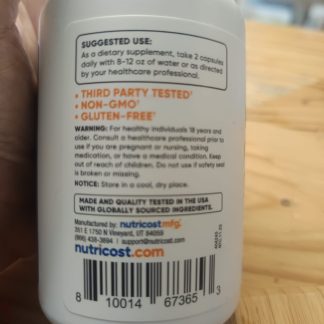 SUGGESTED USE:
As a dietary supplement, take 2 capsules
daily with 8-12 oz of water or as directed
by your healthcare professional.
• THIRD PARTY TESTED†
• NON-GMO†
• GLUTEN-FREE†
WARNING: For healthy individuals 18 years and
older. Consult a healthcare professional prior to
use if you are pregnant or nursing, taking
medication, or have a medical condition. Keep
out of reach of children. Do not use if safety seal
is broken or missing.
NOTICE: Store in a cool, dry place.
MADE AND QUALITY TESTED IN THE USA
WITH GLOBALLY SOURCED INGREDIENTS.
Manufactured by: nutricostmfg.
351 E 1750 N Vineyard, UT 84059
(866) 438-3694 | support@nutricost.com
nutricost.com
8 10014 67365 3